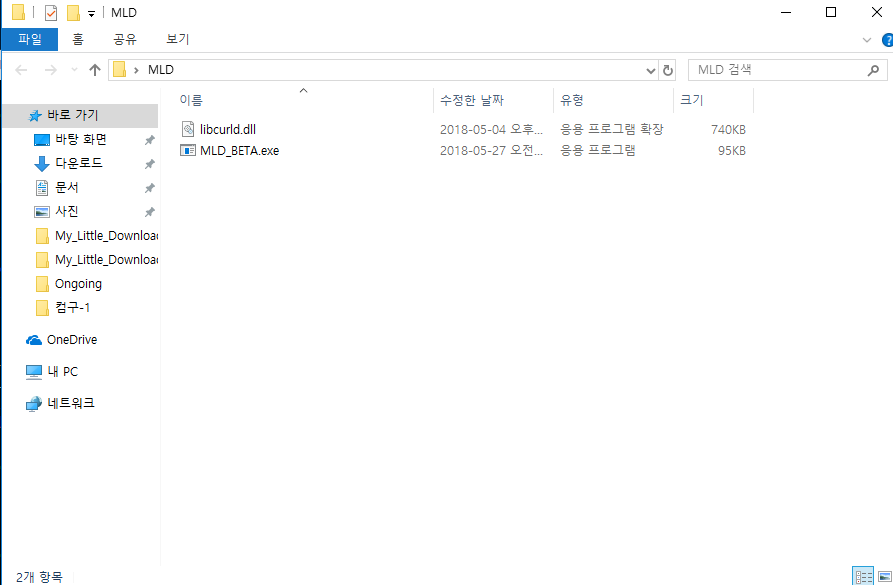 MLD
파일 홈 공유 보기
MLD MLD 검색
이름 수정한 날짜 유형 크기
바로 가기
libcurld.dll 2018-05-04 오후... 응용 프로그램 확장 740KB
바탕 화면
MLD_BETA.exe 2018-05-27 오전... 응용 프로그램 95KB
다운로드
문서
사진
My_Little_Downloa
My_Little_Downloa
Ongoing
컴구-1
OneDrive
내 PC
네트워크
2개 항목